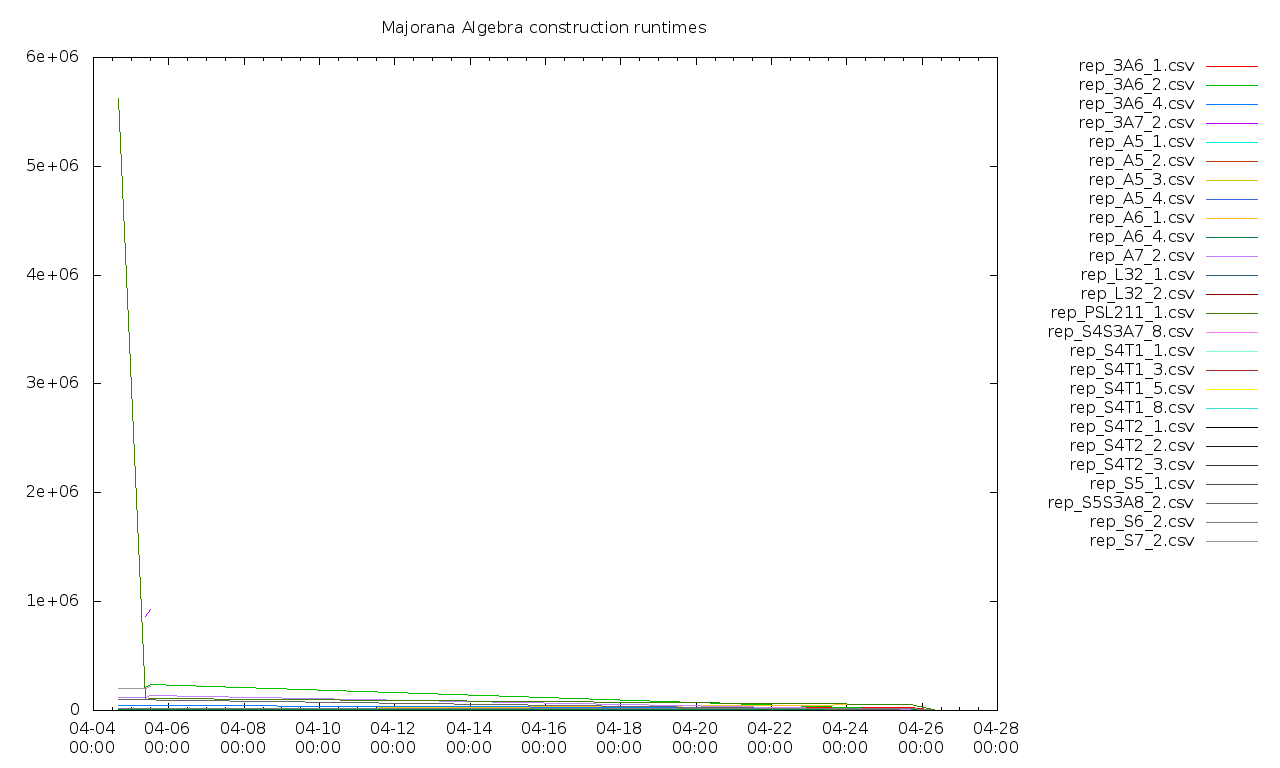 Majorana Algebra construction runtimes
6e+06
5e+06
4e+06
3e+06
2e+06
1e+06
0
04-04 04-06 04-08 04-10 04-12 04-14 04-16 04-18 04-20 04-22 04-24 04-26 04-28
00:00 00:00 00:00 00:00 00:00 00:00 00:00 00:00 00:00 00:00 00:00 00:00 00:00
rep_3A6_1.csv
rep_3A6_2.csv
rep_3A6_4.csv
rep_3A7_2.csv
rep_A5_1.csv
rep_A5_2.csv
rep_A5_3.csv
rep_A5_4.csv
rep_A6_1.csv
rep_A6_4.csv
rep_A7_2.csv
rep_L32_1.csv
rep_L32_2.csv
rep_PSL211_1.csv
rep_S4S3A7_8.csv
rep_S4T1_1.csv
rep_S4T1_3.csv
rep_S4T1_5.csv
rep_S4T1_8.csv
rep_S4T2_1.csv
rep_S4T2_2.csv
rep_S4T2_3.csv
rep_S5_1.csv
rep_S5S3A8_2.csv
rep_S6_2.csv
rep_S7_2.csv